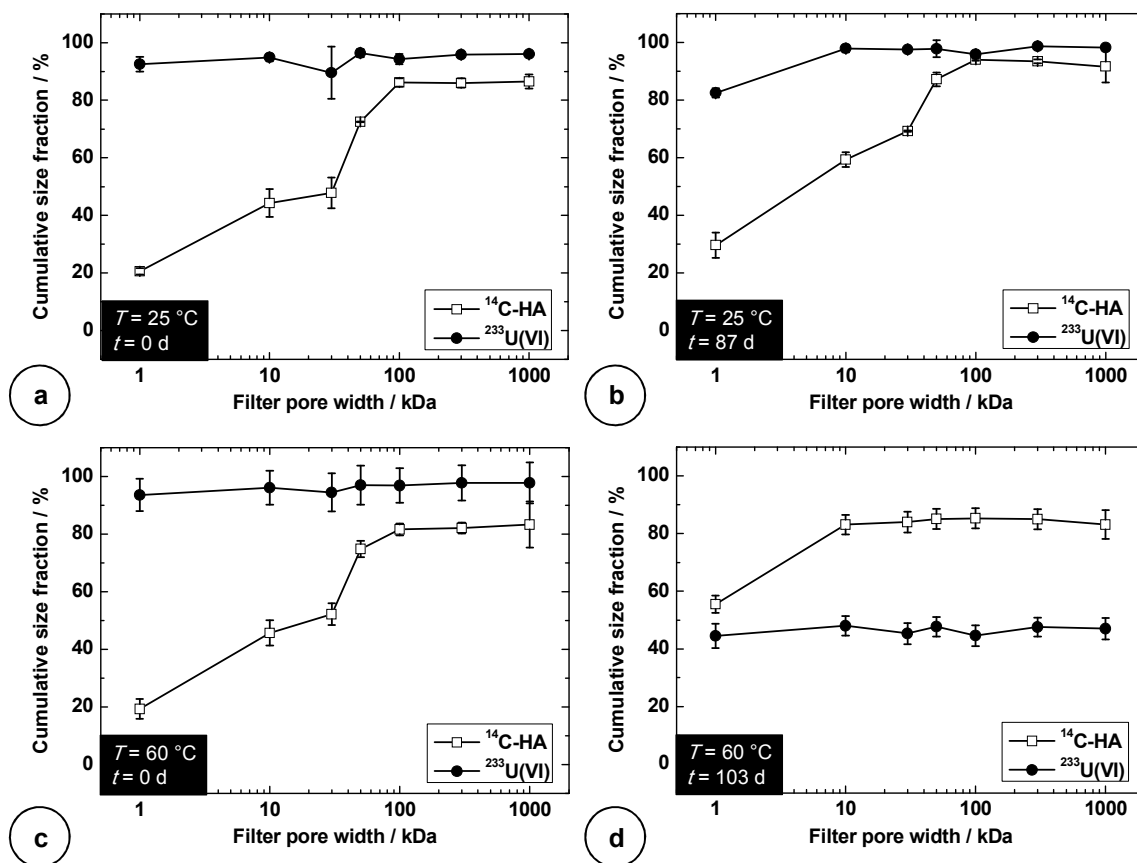 100
80
60
40
20
0
Cumulative size fraction / %
T = 25 °C
t = 0 d
¹⁴C-HA
²³³U(VI)
1 10 100 1000
Filter pore width / kDa
a
100
80
60
40
20
0
Cumulative size fraction / %
T = 25 °C
t = 87 d
¹⁴C-HA
²³³U(VI)
1 10 100 1000
Filter pore width / kDa
b
100
80
60
40
20
0
Cumulative size fraction / %
T = 60 °C
t = 0 d
¹⁴C-HA
²³³U(VI)
1 10 100 1000
Filter pore width / kDa
c
100
80
60
40
20
0
Cumulative size fraction / %
T = 60 °C
t = 103 d
¹⁴C-HA
²³³U(VI)
1 10 100 1000
Filter pore width / kDa
d